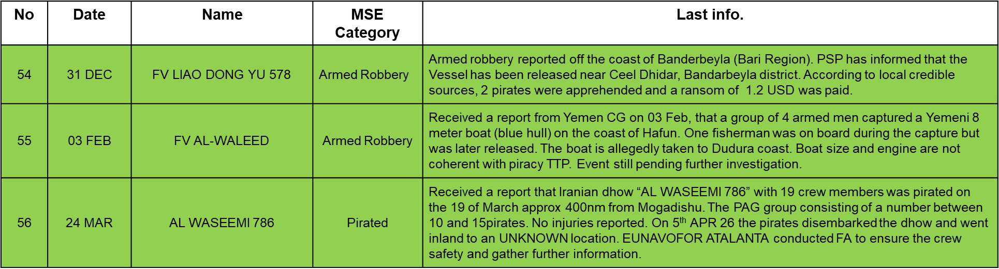 No Date Name MSE Category Last info.
54 31 DEC FV LIAO DONG YU 578 Armed Robbery Armed robbery reported off the coast of Banderbeyla (Bari Region). PSP has informed that the
Vessel has been released near Ceel Dhidar, Bandarbeyla district. According to local credible
sources, 2 pirates were apprehended and a ransom of 1.2 USD was paid.
55 03 FEB FV AL-WALEED Armed Robbery Received a report from Yemen CG on 03 Feb, that a group of 4 armed men captured a Yemeni 8
meter boat (blue hull) on the coast of Hafun. One fisherman was on board during the capture but
was later released. The boat is allegedly taken to Dudura coast. Boat size and engine are not
coherent with piracy TTP. Event still pending further investigation.
56 24 MAR AL WASEEMI 786 Pirated Received a report that Iranian dhow “AL WASEEMI 786” with 19 crew members was pirated on
the 19 of March approx 400nm from Mogadishu. The PAG group consisting of a number between
10 and 15pirates. No injuries reported. On 5th APR 26 the pirates disembarked the dhow and went
inland to an UNKNOWN location. EUNAVOFOR ATALANTA conducted FA to ensure the crew
safety and gather further information.